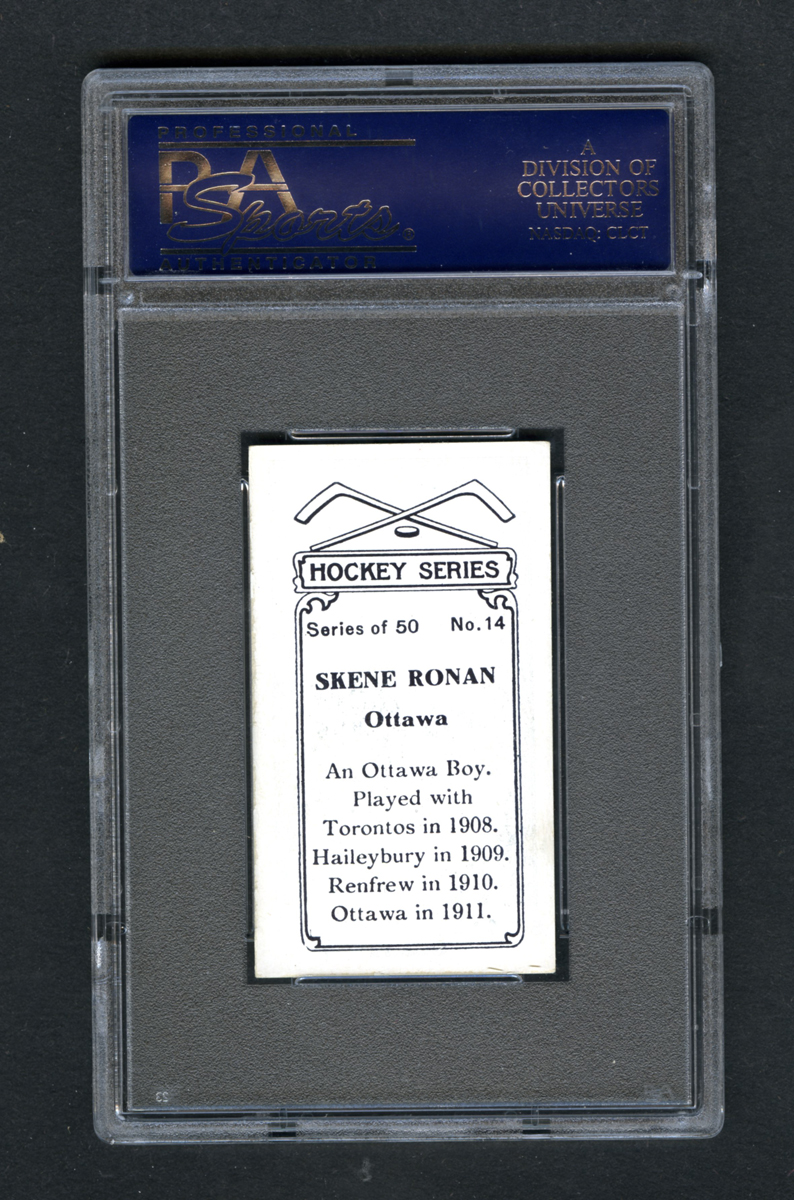 PROFESSIONAL
PSA
Sports
AUTHENTICATOR
A
DIVISION OF
COLLECTORS
UNIVERSE
NASDAQ: CLCT
HOCKEY SERIES
Series of 50 No. 14
SKENE RONAN
Ottawa
An Ottawa Boy.
Played with
Torontos in 1908.
Haileybury in 1909.
Renfrew in 1910.
Ottawa in 1911.
23